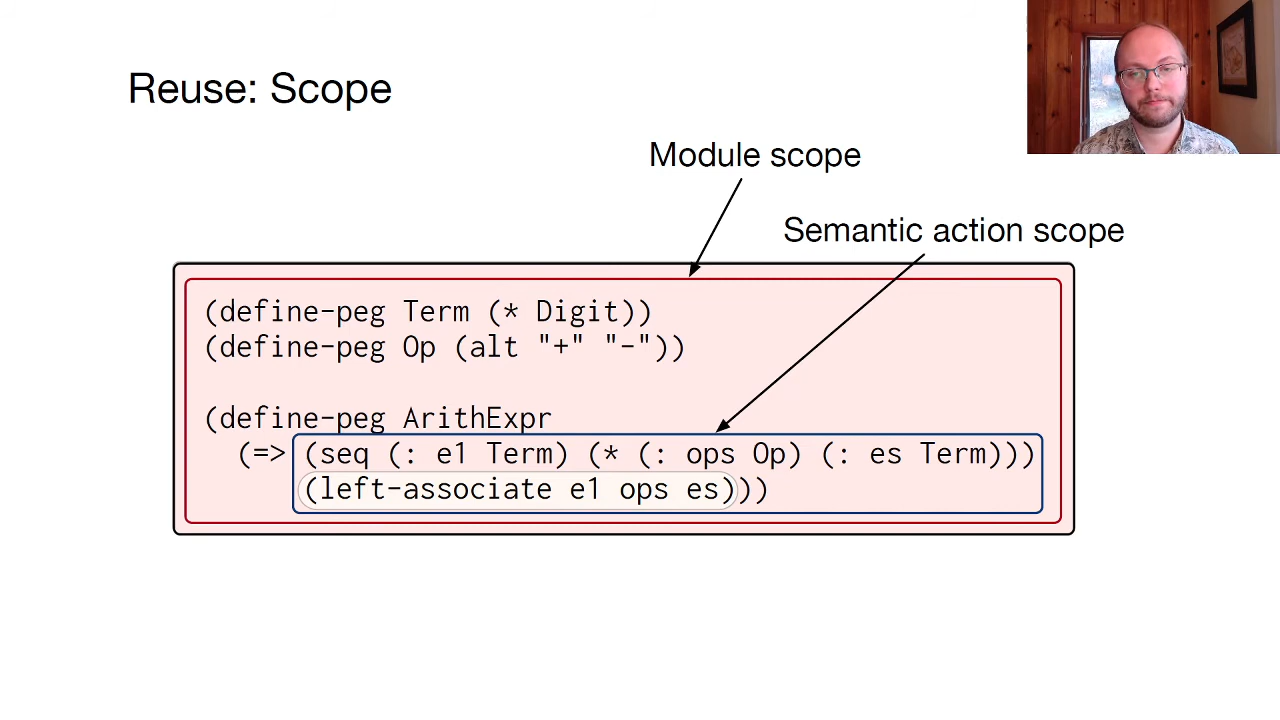 Reuse: Scope
Module scope
Semantic action scope
(define-peg Term (* Digit))
(define-peg Op (alt "+" "-"))
(define-peg ArithExpr
(=> (seq (: e1 Term) (* (: ops Op) (: es Term)))
(left-associate e1 ops es)))